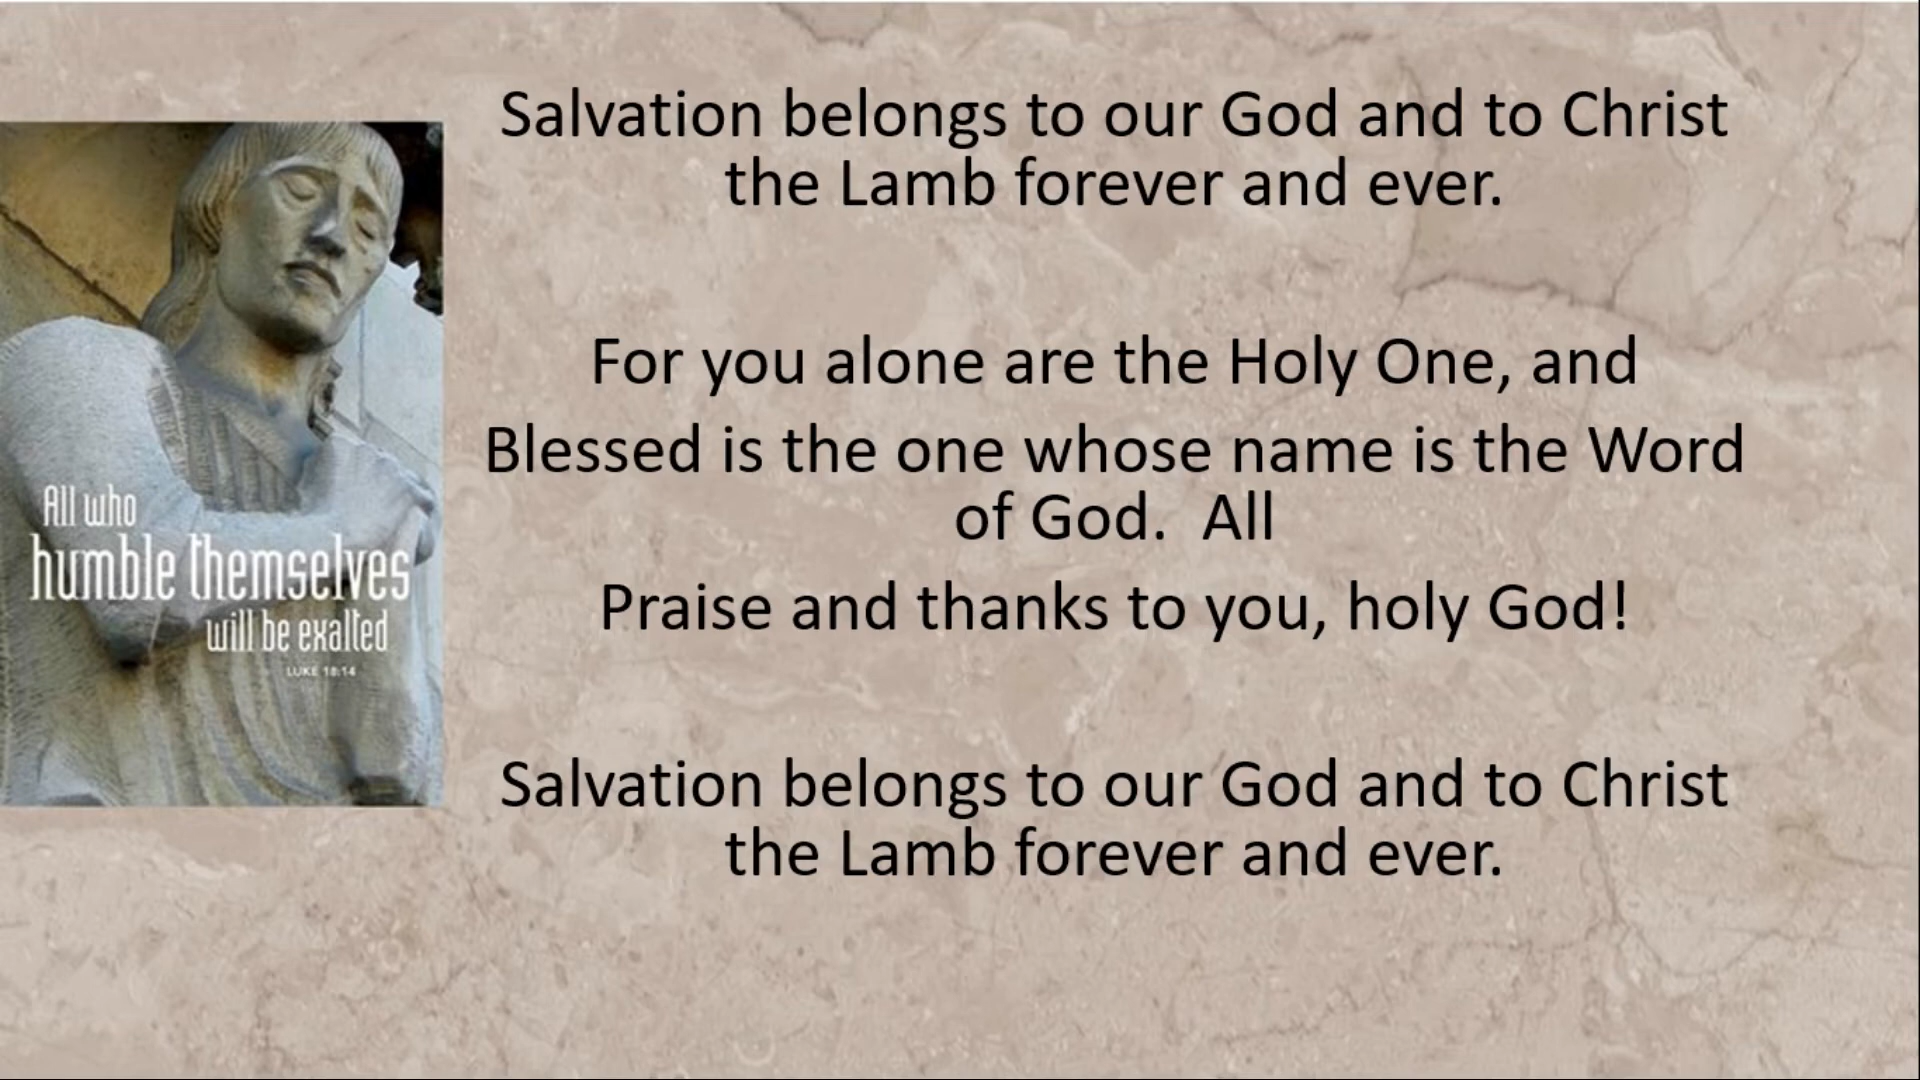 Salvation belongs to our God and to Christ
the Lamb forever and ever.
For you alone are the Holy One, and
Blessed is the one whose name is the Word
of God.  All
Praise and thanks to you, holy God!
Salvation belongs to our God and to Christ
the Lamb forever and ever.
All who
humble themselves
will be exalted
LUKE 18:14